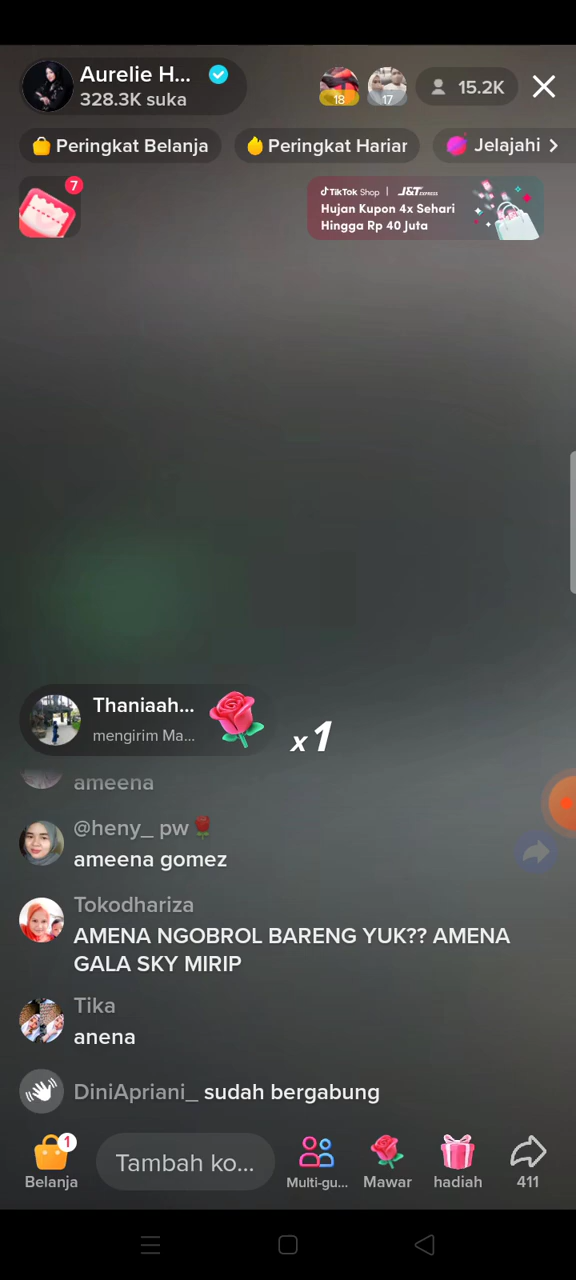 Aurelie H...
328.3K suka
18
17
15.2K
Peringkat Belanja
Peringkat Harian
Jelajahi
7
TikTok Shop | J&T EXPRESS
Hujan Kupon 4x Sehari
Hingga Rp 40 Juta
Thaniaah...
mengirim Ma...
x1
ameena
@heny_ pw🌹
ameena gomez
Tokodhariza
AMENA NGOBROL BARENG YUK?? AMENA
GALA SKY MIRIP
Tika
anena
DiniApriani_ sudah bergabung
1
Belanja
Tambah ko...
Multi-gu...
Mawar
hadiah
411